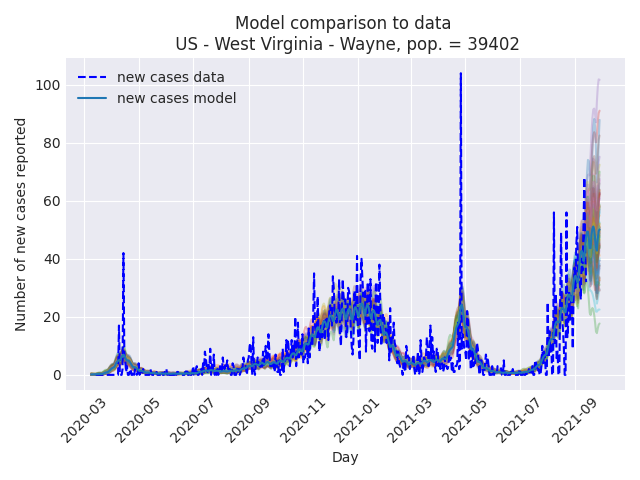 Model comparison to data
US - West Virginia - Wayne, pop. = 39402
new cases data
new cases model
Number of new cases reported
100
80
60
40
20
0
2020-03
2020-05
2020-07
2020-09
2020-11
2021-01
2021-03
2021-05
2021-07
2021-09
Day